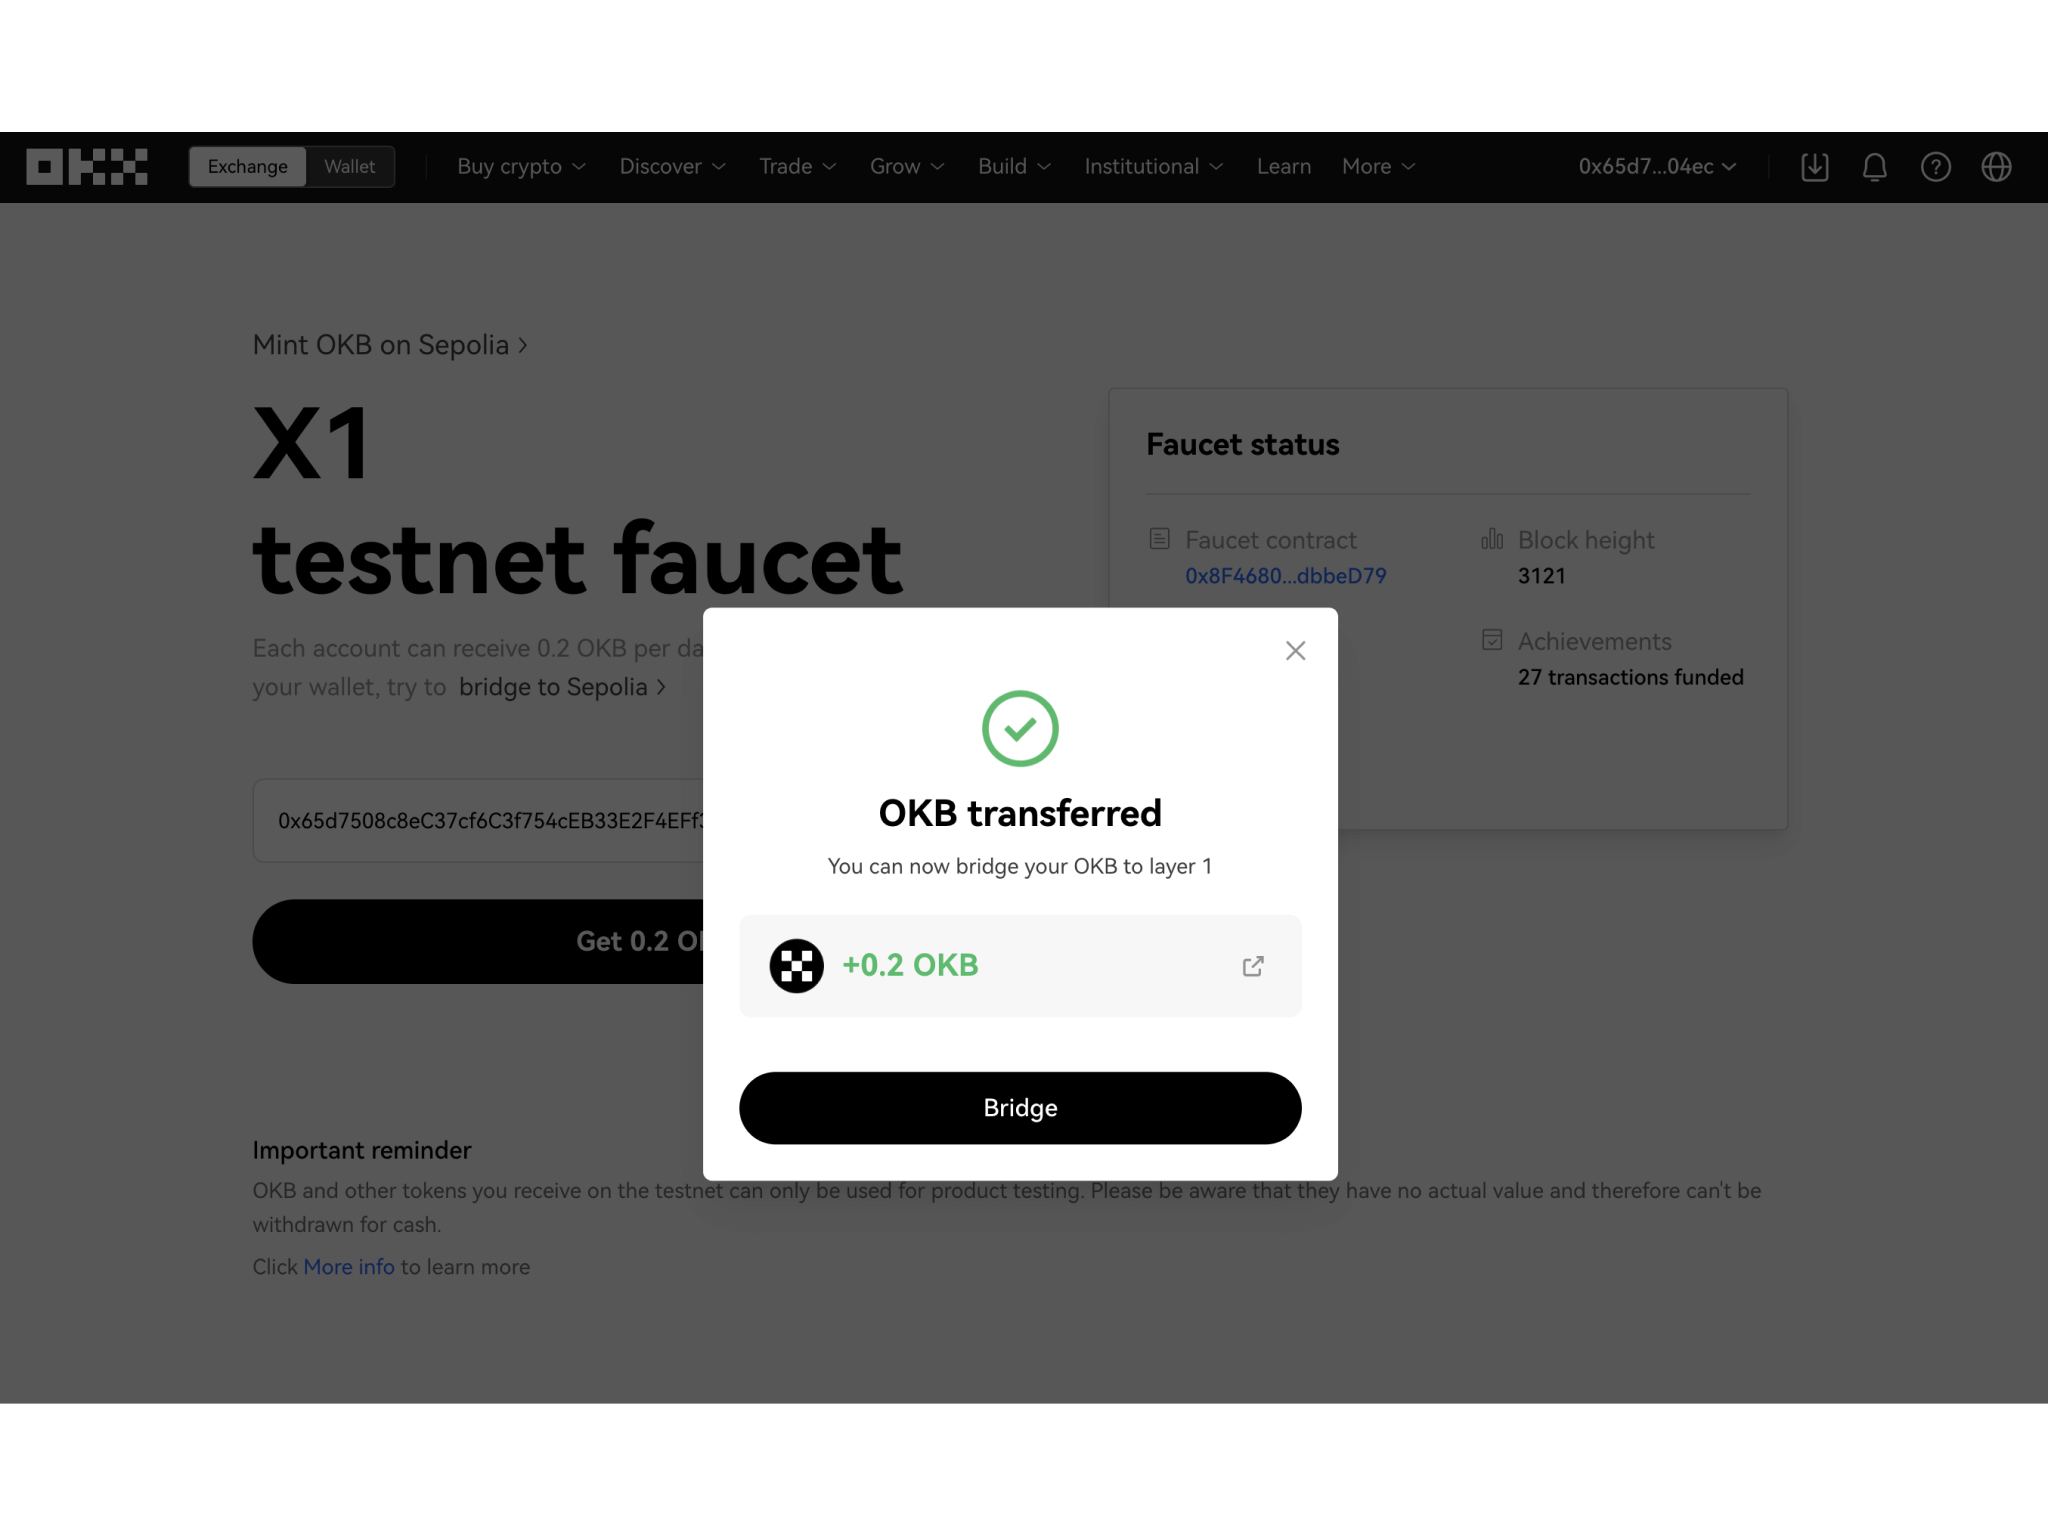 OKX
Exchange Wallet Buy crypto Discover Trade Grow Build Institutional Learn More 0x65d7...04ec
Mint OKB on Sepolia
X1
testnet faucet
Each account can receive 0.2 OKB per
your wallet, try to bridge to Sepolia
0x65d7508c8eC37cf6C3f754cEB33E2F4EFf
Get 0.2
Faucet status
Faucet contract
0x8F4680...dbbeD79
Block height
3121
Achievements
27 transactions funded
OKB transferred
You can now bridge your OKB to layer 1
+0.2 OKB
Bridge
Important reminder
OKB and other tokens you receive on the testnet can only be used for product testing. Please be aware that they have no actual value and therefore can't be
withdrawn for cash.
Click More info to learn more